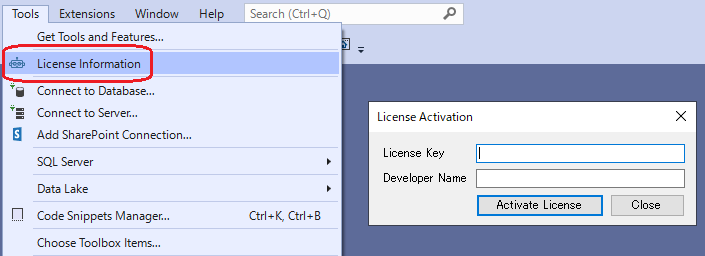 Tools Extensions Window Help Search (Ctrl+Q)
Get Tools and Features...
License Information
Connect to Database...
Connect to Server...
Add SharePoint Connection...
SQL Server
Data Lake
Code Snippets Manager... Ctrl+K, Ctrl+B
Choose Toolbox Items...
License Activation
License Key
Developer Name
Activate License Close